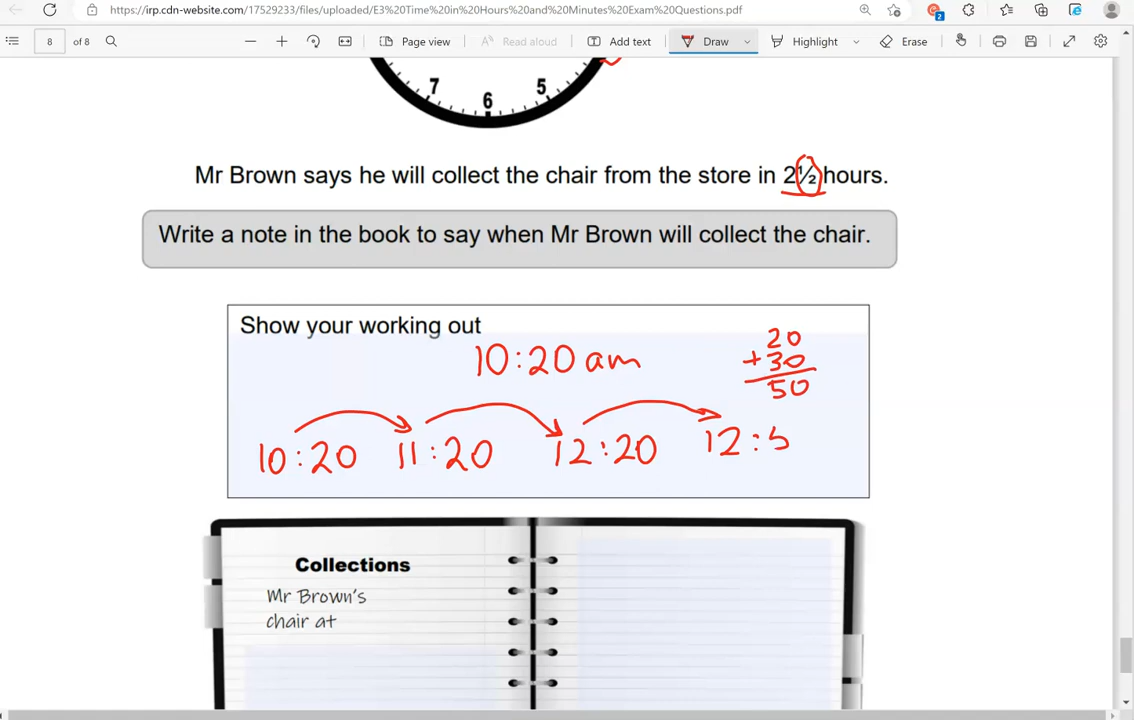 https://irp.cdn-website.com/17529233/files/uploaded/E3%20Time%20in%20Hours%20and%20Minutes%20Exam%20Questions.pdf
2
8 of 8
Page view
Read aloud
Add text
Draw
Highlight
Erase
7 6 5
Mr Brown says he will collect the chair from the store in 2½ hours.
Write a note in the book to say when Mr Brown will collect the chair.
Show your working out
10:20 am
20
+30
50
10:20 11:20 12:20 12:5
Collections
Mr Brown's
chair at